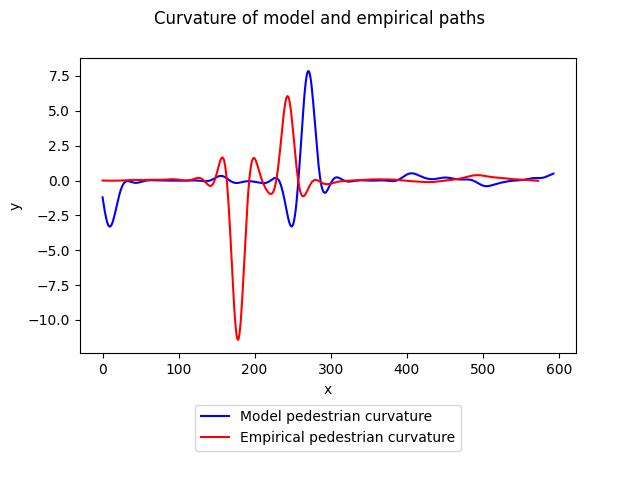 Curvature of model and empirical paths
7.5
5.0
2.5
0.0
−2.5
−5.0
−7.5
−10.0
y
0 100 200 300 400 500 600
x
Model pedestrian curvature
Empirical pedestrian curvature